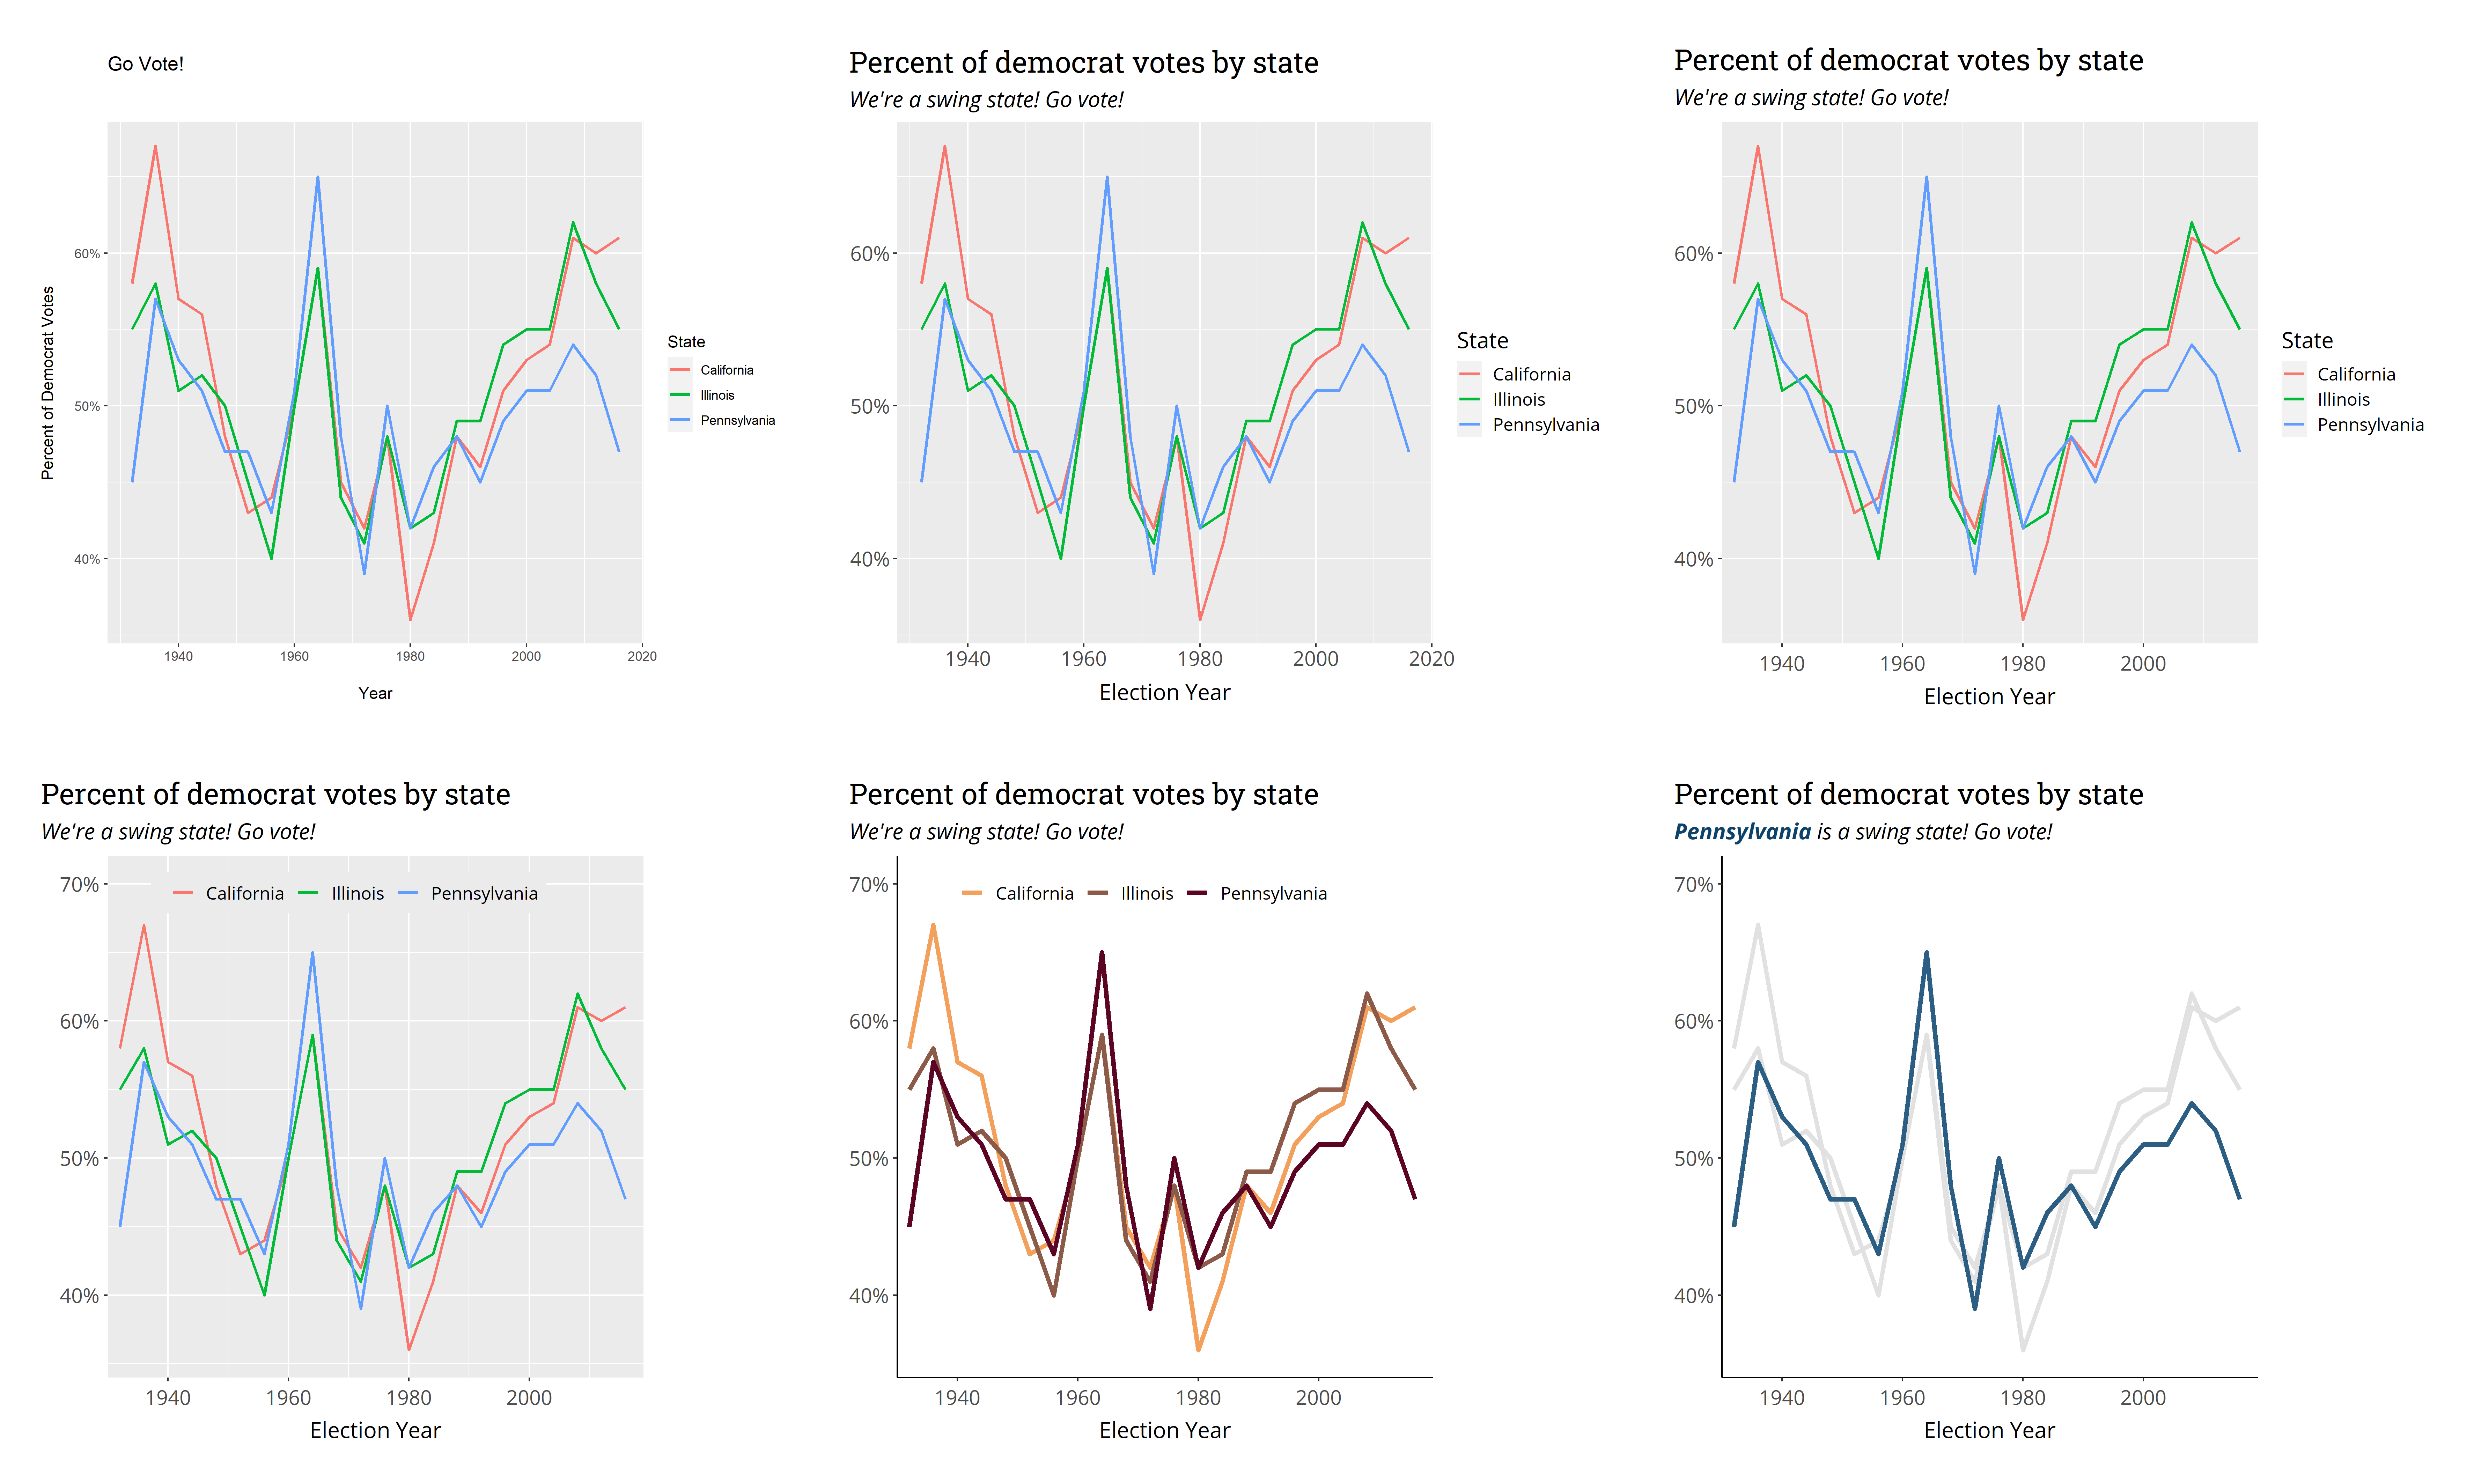 Go Vote!
Percent of Democrat Votes
60%
50%
40%
1940 1960 1980 2000 2020
Year
State
California
Illinois
Pennsylvania
Percent of democrat votes by state
We're a swing state! Go vote!
60%
50%
40%
1940 1960 1980 2000 2020
Election Year
State
California
Illinois
Pennsylvania
Percent of democrat votes by state
We're a swing state! Go vote!
60%
50%
40%
1940 1960 1980 2000
Election Year
State
California
Illinois
Pennsylvania
Percent of democrat votes by state
We're a swing state! Go vote!
California Illinois Pennsylvania
70%
60%
50%
40%
1940 1960 1980 2000
Election Year
Percent of democrat votes by state
We're a swing state! Go vote!
California Illinois Pennsylvania
70%
60%
50%
40%
1940 1960 1980 2000
Election Year
Percent of democrat votes by state
Pennsylvania is a swing state! Go vote!
70%
60%
50%
40%
1940 1960 1980 2000
Election Year